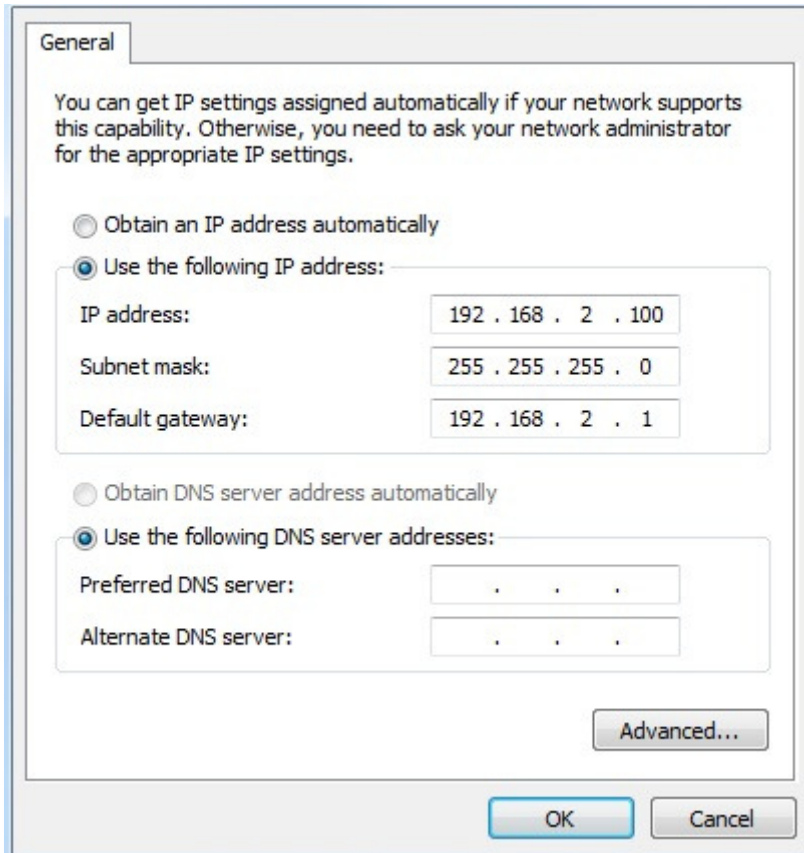 General
You can get IP settings assigned automatically if your network supports
this capability. Otherwise, you need to ask your network administrator
for the appropriate IP settings.
Obtain an IP address automatically
Use the following IP address:
IP address: 192 . 168 . 2 . 100
Subnet mask: 255 . 255 . 255 . 0
Default gateway: 192 . 168 . 2 . 1
Obtain DNS server address automatically
Use the following DNS server addresses:
Preferred DNS server: . . .
Alternate DNS server: . . .
Advanced...
OK Cancel